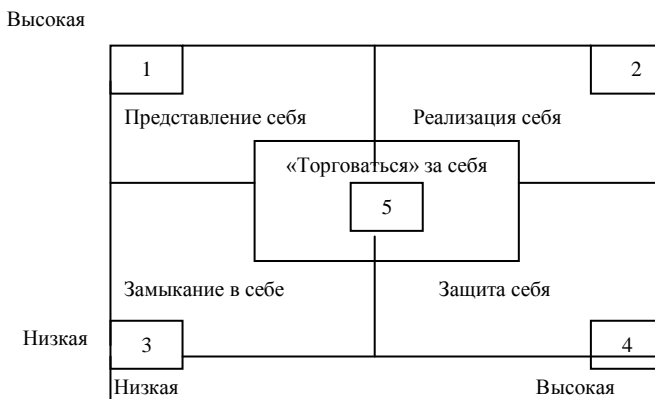 Высокая
1
2
Представление себя
Реализация себя
«Торговаться» за себя
5
Замыкание в себе
Защита себя
Низкая
3
4
Низкая
Высокая